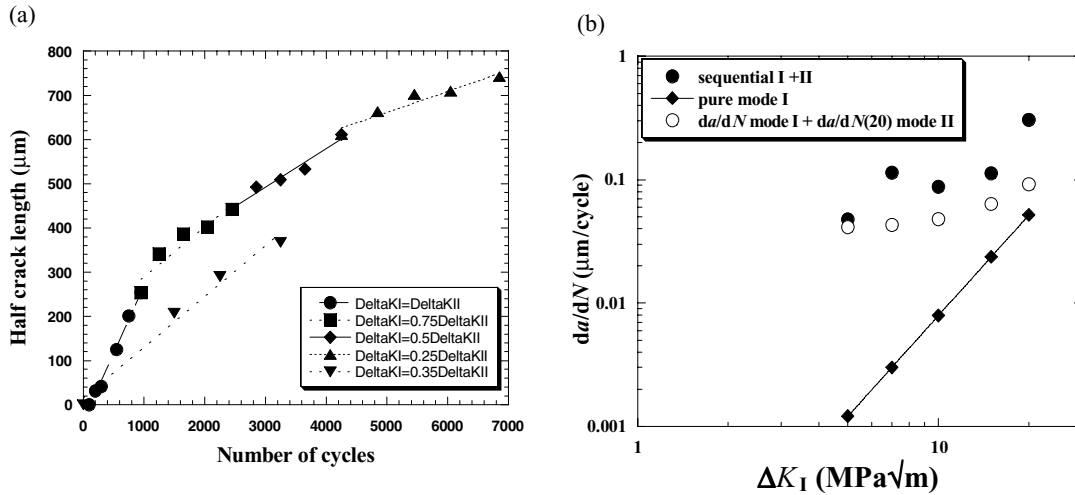 (a)
800
700
600
500
400
300
200
100
0
Half crack length (μm)
0 1000 2000 3000 4000 5000 6000 7000
Number of cycles
DeltaKI=DeltaKII
DeltaKI=0.75DeltaKII
DeltaKI=0.5DeltaKII
DeltaKI=0.25DeltaKII
DeltaKI=0.35DeltaKII
(b)
1
0.1
0.01
0.001
da/dN (μm/cycle)
sequential I +II
pure mode I
da/dN mode I + da/dN(20) mode II
1 10
ΔK I (MPa√m)